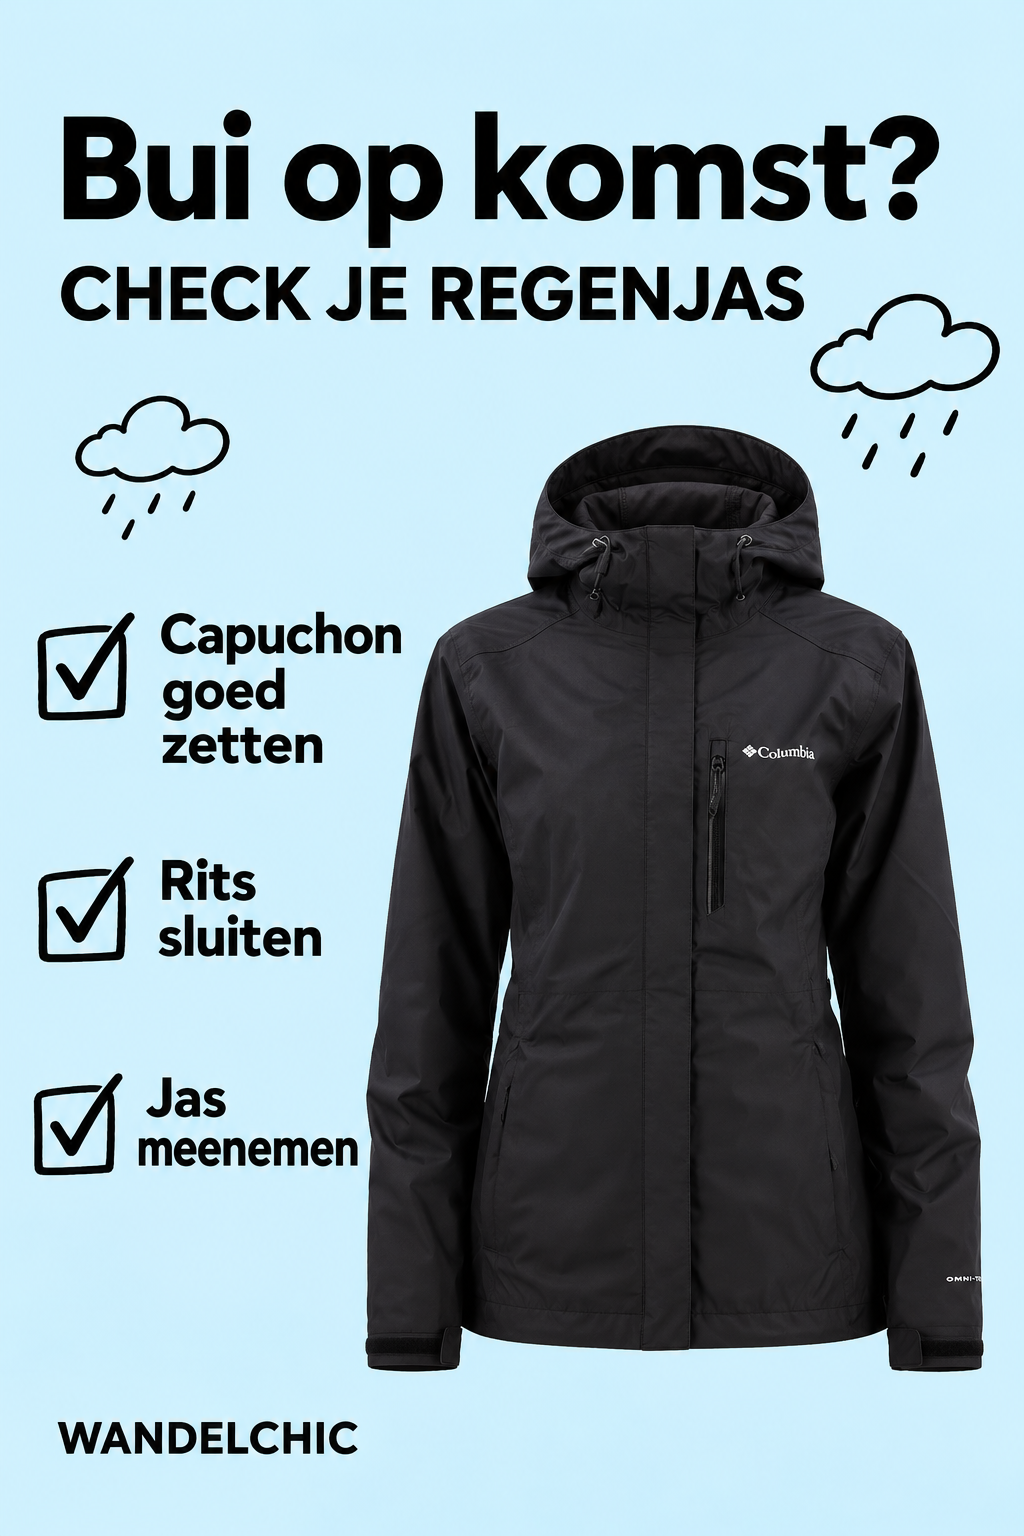 Bui op komst?
CHECK JE REGENJAS
Capuchon
goed
zetten
Columbia
Rits
sluiten
Jas
meenemen
WANDELCHIC